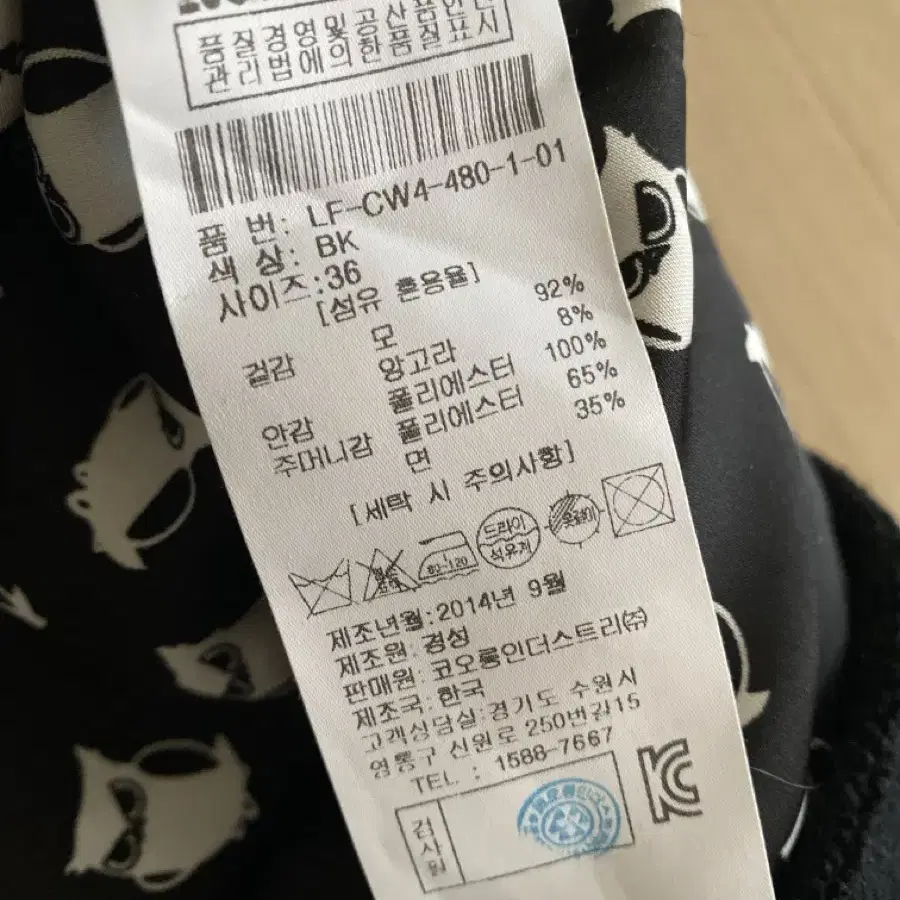 품질경영및공산품안전
관리법에의한품질표시
품 번: LF-CW4-480-1-01
색 상: BK
사이즈:36
[섬유 혼용율]
겉감 모 92%
앙고라 8%
안감 폴리에스터 100%
주머니감 폴리에스터 65%
면 35%
[세탁 시 주의사항]
80~120
드라이
석유계
옷걸이
제조년월:2014년 9월
제조원: 경성
판매원: 코오롱인더스트리㈜
제조국: 한국
고객상담실:경기도 수원시
영통구 신원로 250번길15
TEL. : 1588-7667
검사원